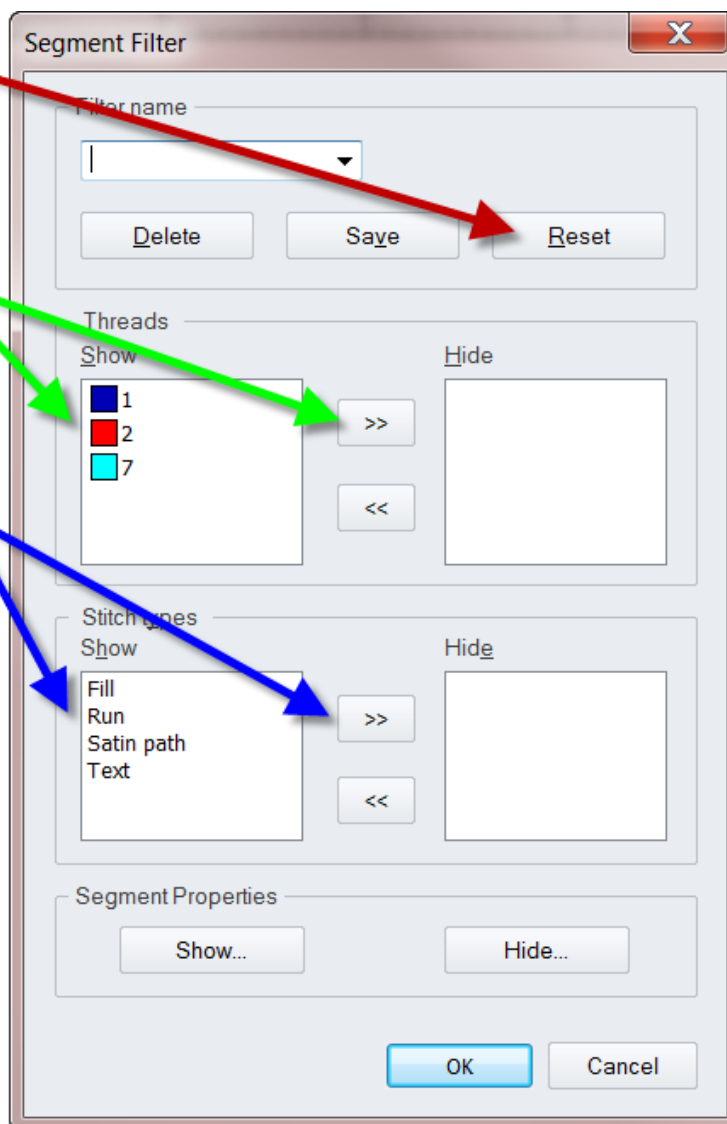 Segment Filter
Filter name
Delete Save Reset
Threads
Show Hide
1
2
7
>>
<<
Stitch types
Show Hide
Fill
Run
Satin path
Text
>>
<<
Segment Properties
Show... Hide...
OK Cancel